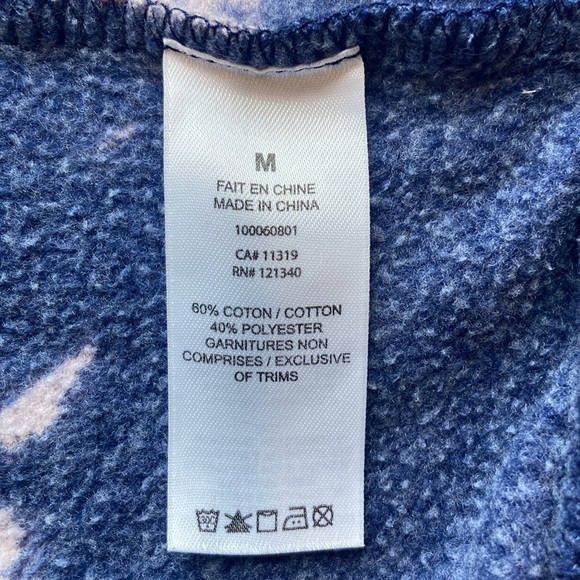 M
FAIT EN CHINE
MADE IN CHINA
100060801
CA# 11319
RN# 121340
60% COTON / COTTON
40% POLYESTER
GARNITURES NON
COMPRISES / EXCLUSIVE
OF TRIMS